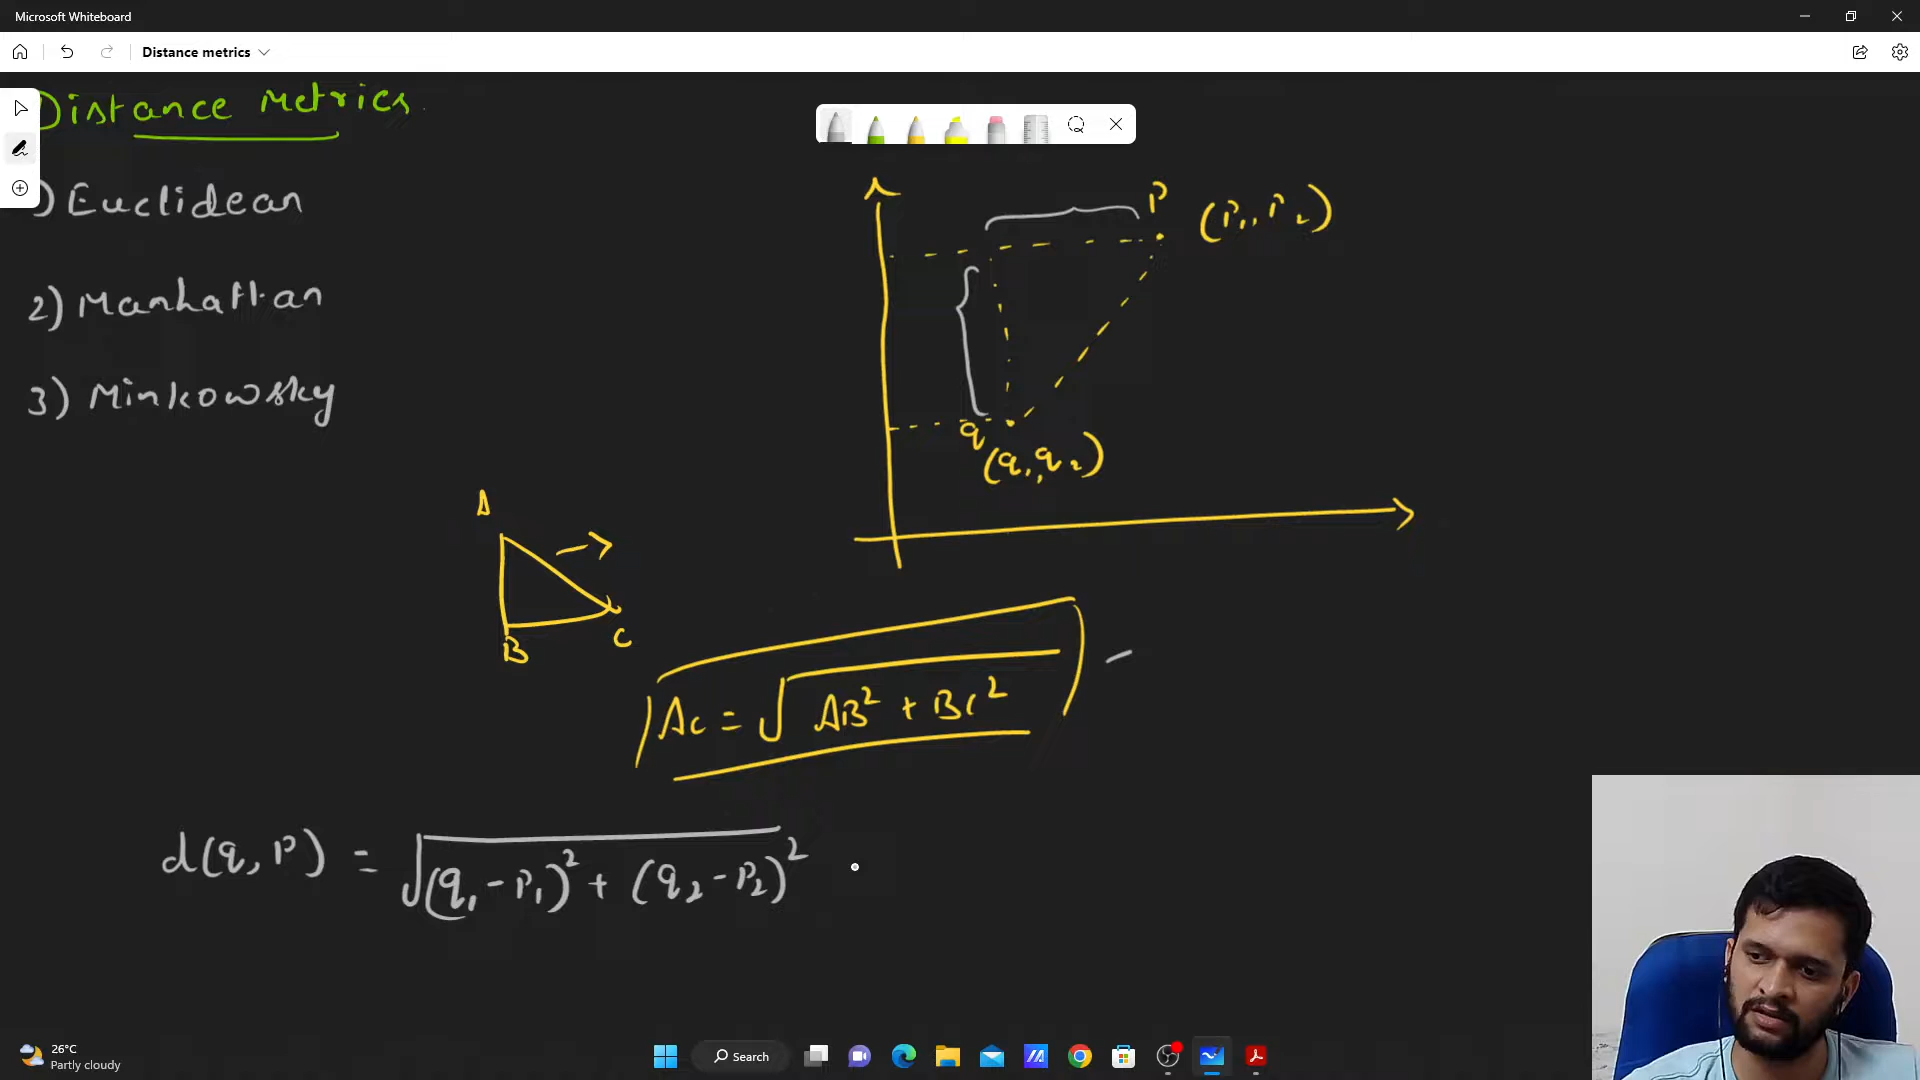 Microsoft Whiteboard
Distance metrics
Distance Metrics
1) Euclidean
2) Manhattan
3) Minkowsky
P (P₁, P₂)
q
(q₁, q₂)
A
B
C
AC = √AB² + BC²
d(q, P) = √(q₁ - P₁)² + (q₂ - P₂)²
26°C
Partly cloudy
Search